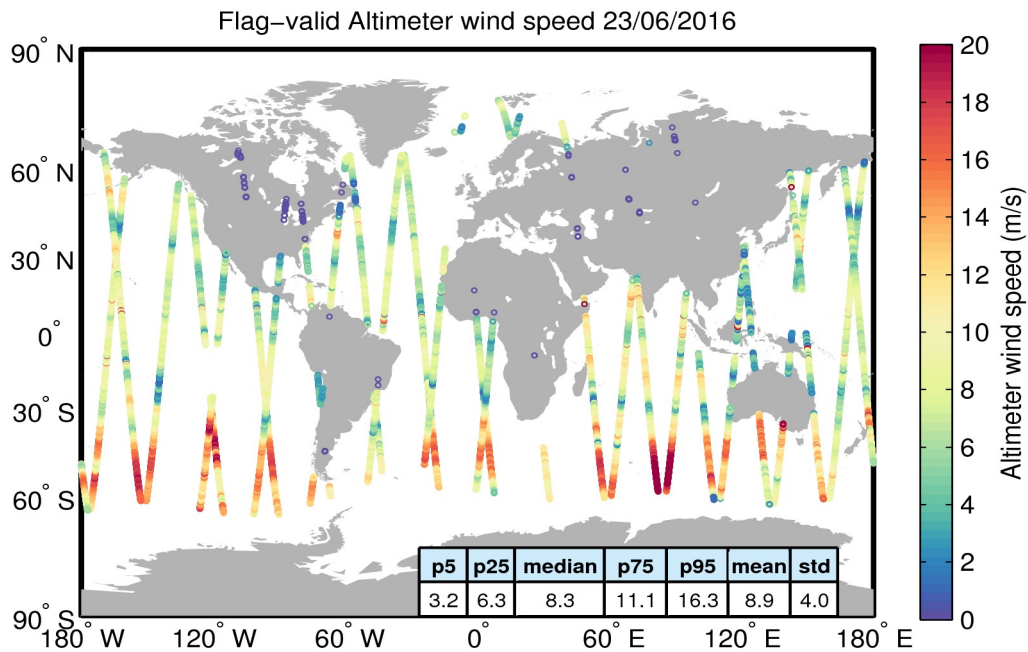 Flag−valid Altimeter wind speed 23/06/2016
90° N
60° N
30° N
0°
30° S
60° S
90° S
180° W
120° W
60° W
0°
60° E
120° E
180° E
p5 p25 median p75 p95 mean std
3.2 6.3 8.3 11.1 16.3 8.9 4.0
20
18
16
14
12
10
8
6
4
2
0
Altimeter wind speed (m/s)